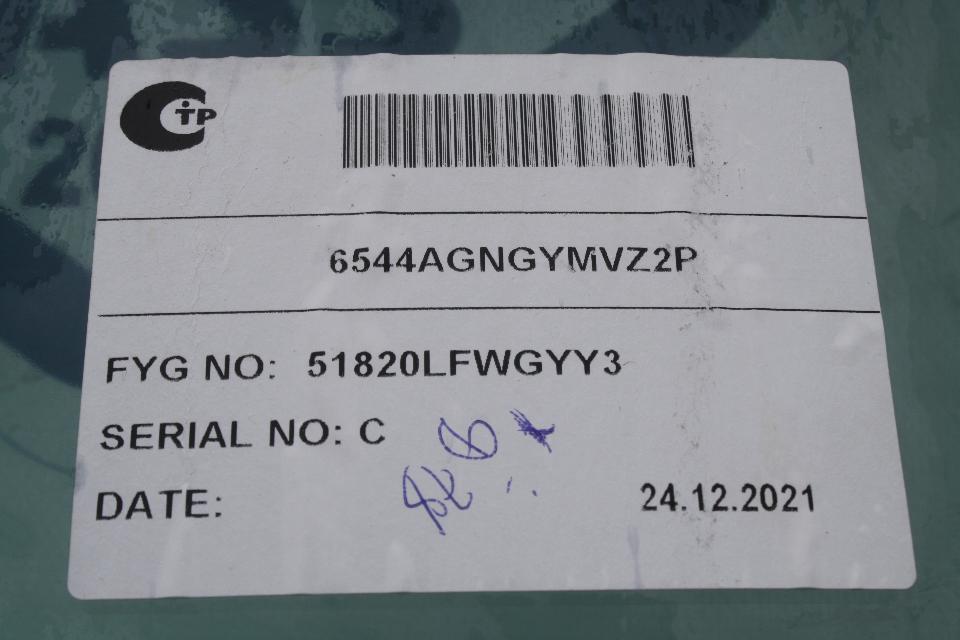 TP
6544AGNGYMVZ2P
FYG NO: 51820LFWGYY3
SERIAL NO: C
DATE: 24.12.2021